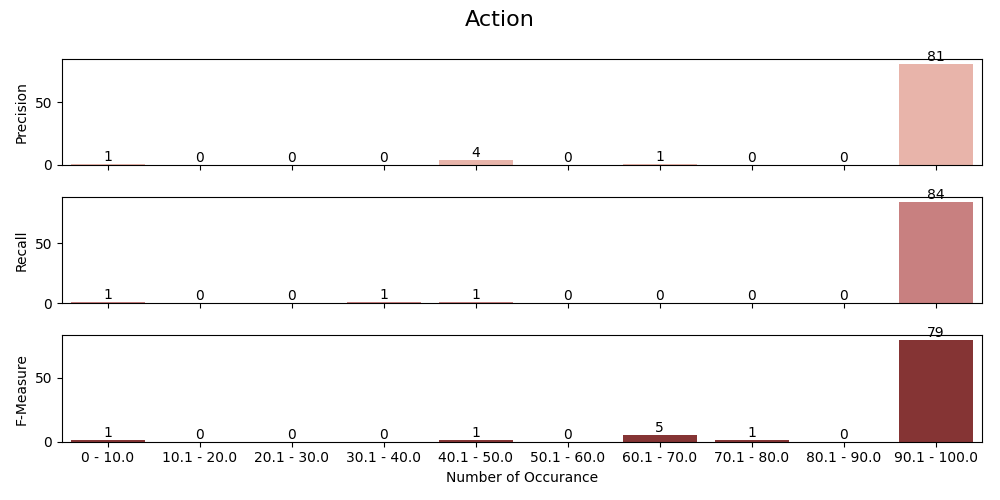 Action
Precision
50
0
1 0 0 0 4 0 1 0 0 81
Recall
50
0
1 0 0 1 1 0 0 0 0 84
F-Measure
50
0
1 0 0 0 1 0 5 1 0 79
0 - 10.0 10.1 - 20.0 20.1 - 30.0 30.1 - 40.0 40.1 - 50.0 50.1 - 60.0 60.1 - 70.0 70.1 - 80.0 80.1 - 90.0 90.1 - 100.0
Number of Occurance